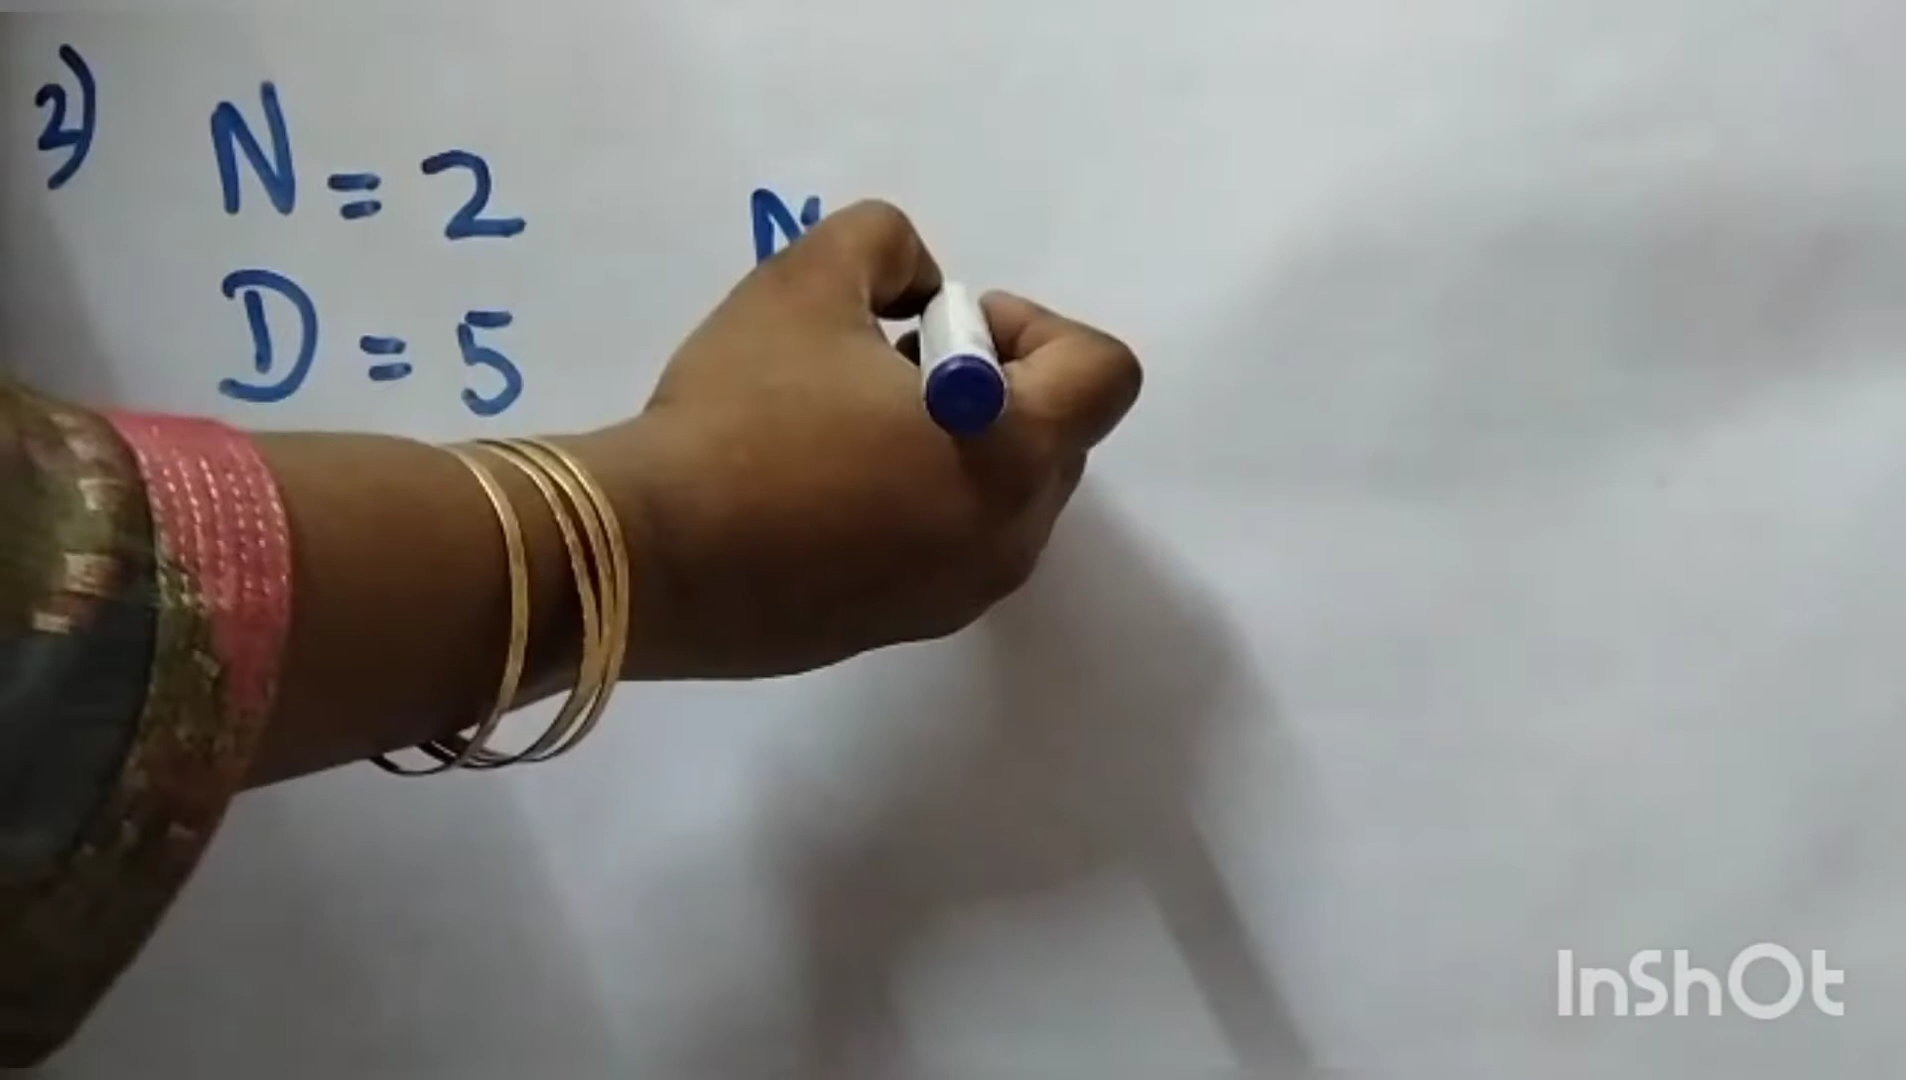 2)
N = 2
N
D = 5
InShOt